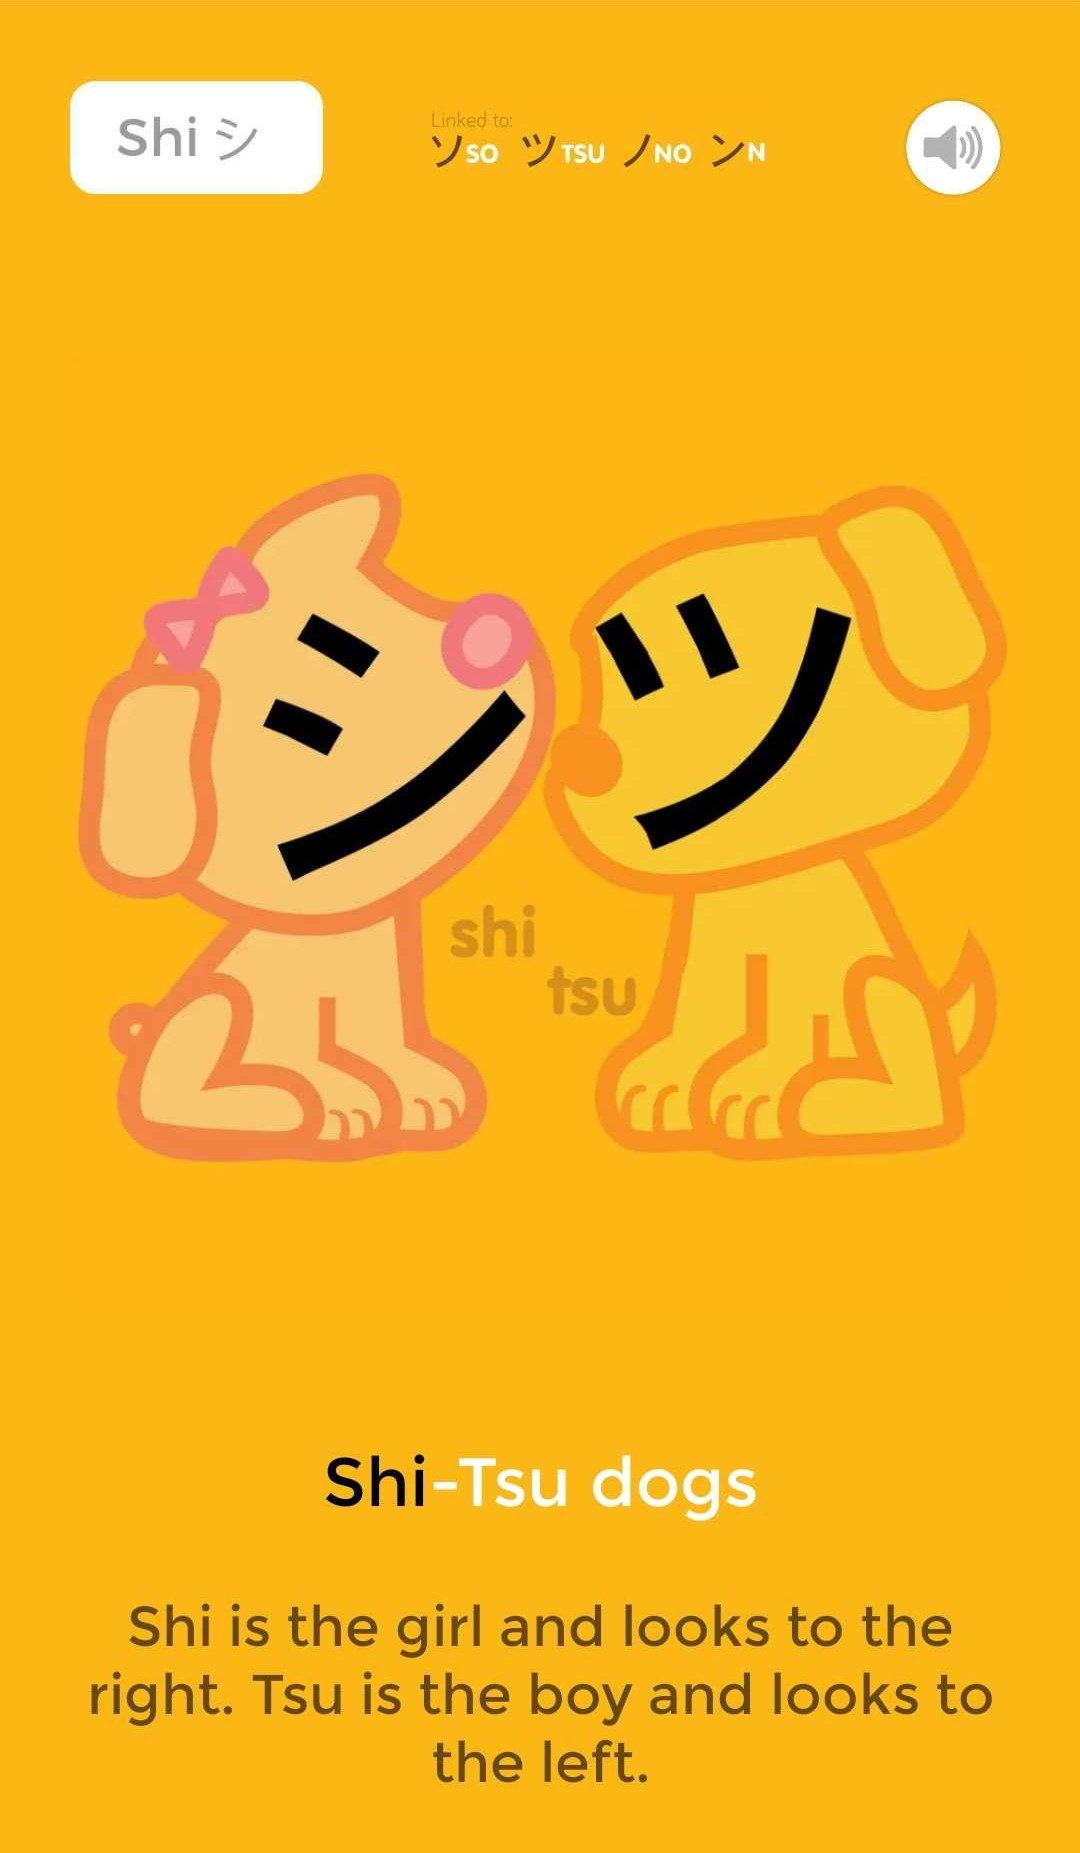 Shi シ
Linked to:
ソSO ツTSU ノNO ンN
シ ツ
shi
tsu
Shi-Tsu dogs
Shi is the girl and looks to the
right. Tsu is the boy and looks to
the left.